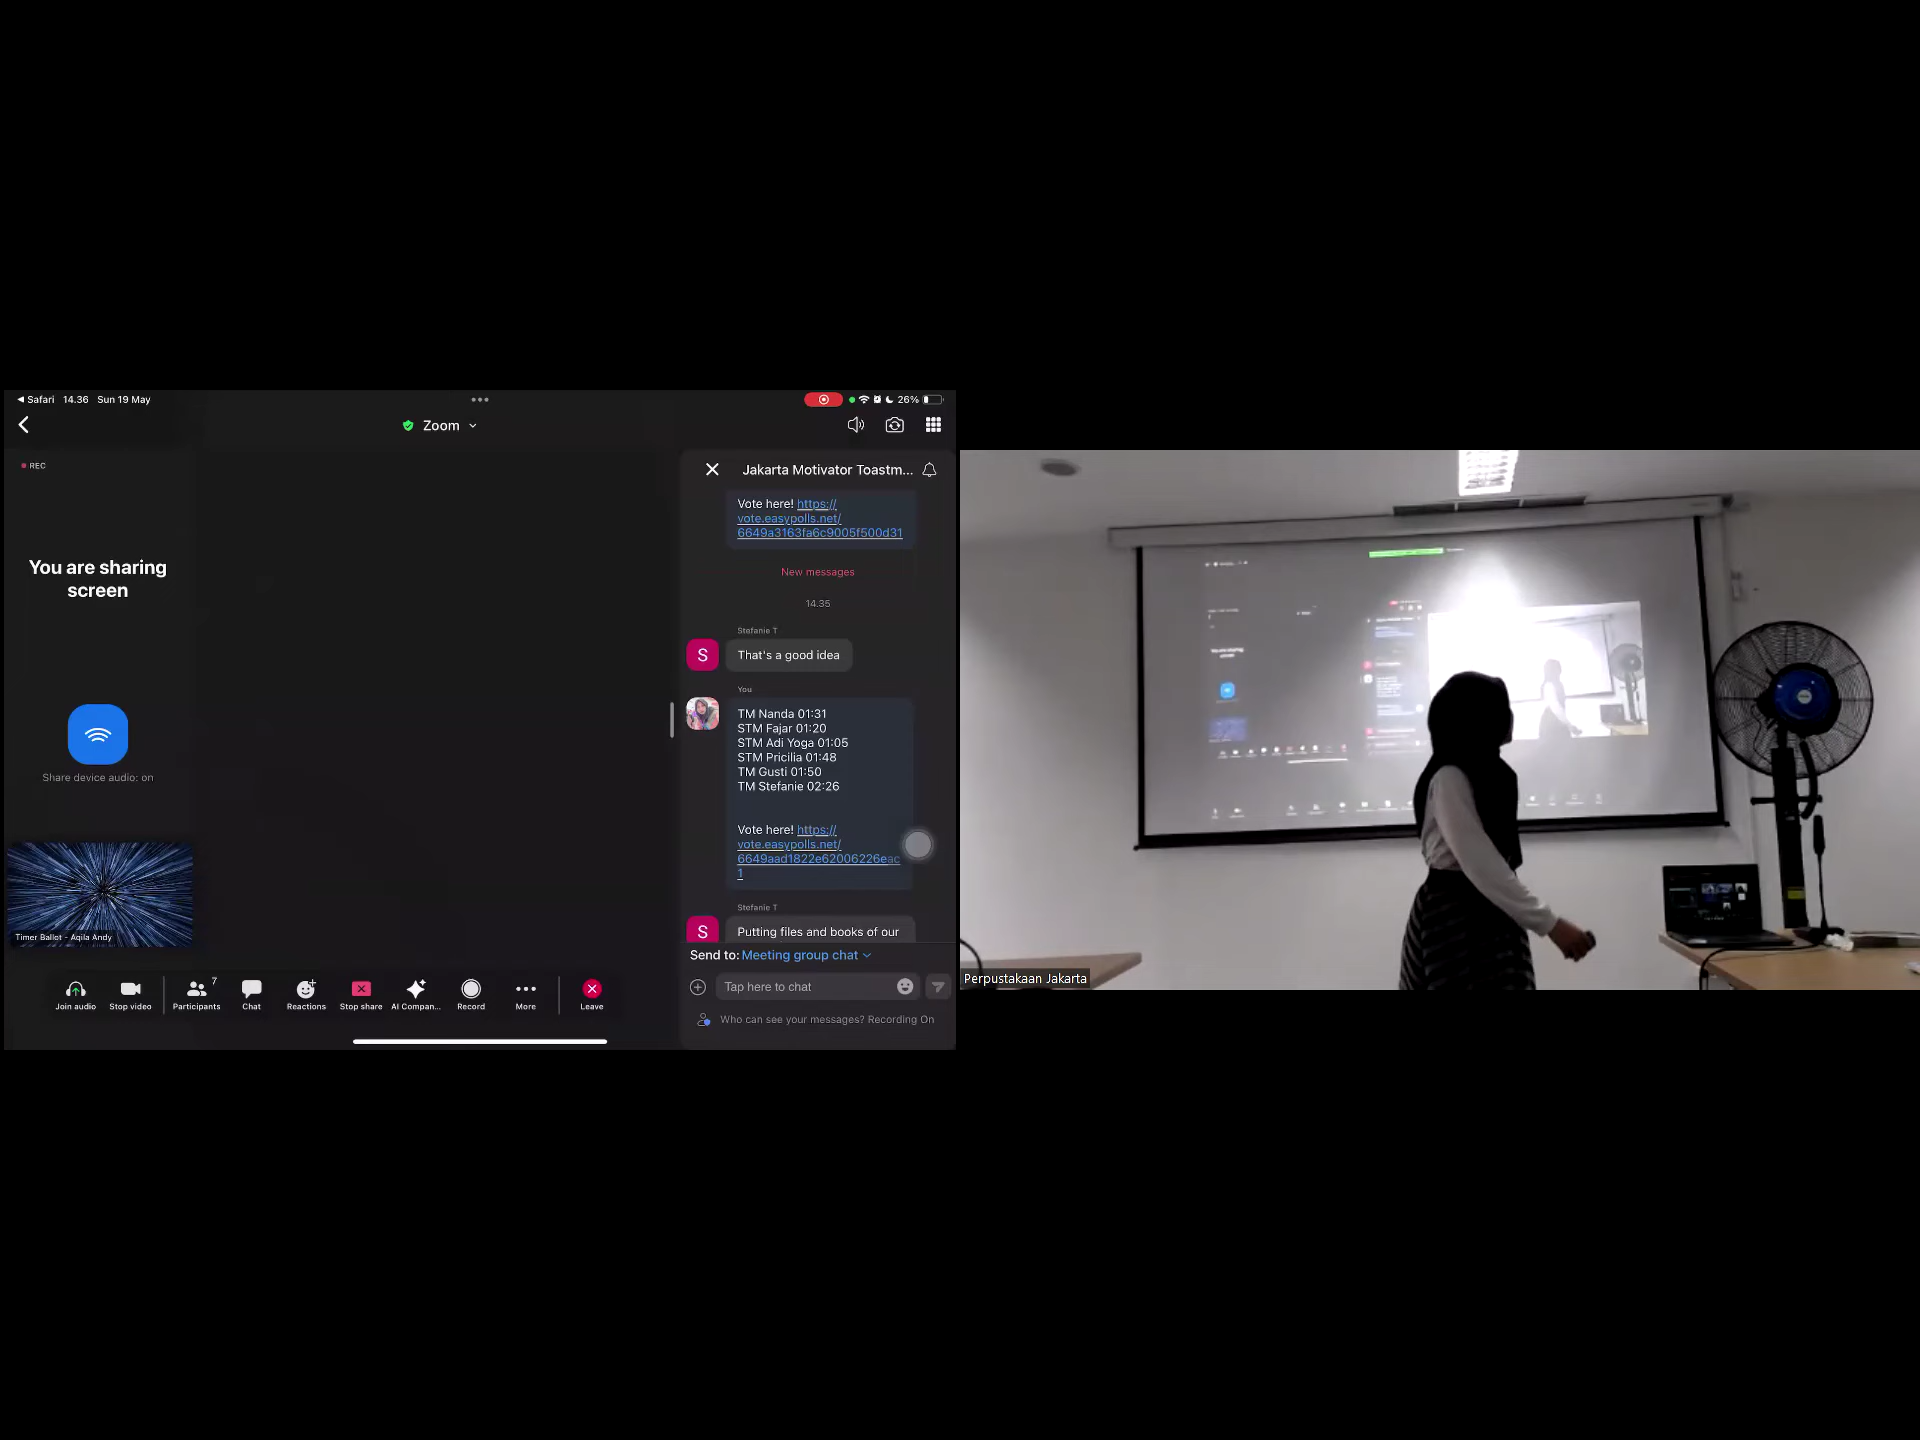 Safari 14.36 Sun 19 May
26%
Zoom
REC
You are sharing
screen
Share device audio: on
Timer Ballot - Aqila Andy
Join audio
Stop video
Participants 7
Chat
Reactions
Stop share
AI Compan...
Record
More
Leave
Jakarta Motivator Toastm...
Vote here! https://
vote.easypolls.net/
6649a3163fa6c9005f500d31
New messages
14.35
Stefanie T
S
That's a good idea
You
TM Nanda 01:31
STM Fajar 01:20
STM Adi Yoga 01:05
STM Pricilia 01:48
TM Gusti 01:50
TM Stefanie 02:26
Vote here! https://
vote.easypolls.net/
6649aad1822e62006226eac
1
Stefanie T
S
Putting files and books of our
Send to: Meeting group chat
Tap here to chat
Who can see your messages? Recording On
Perpustakaan Jakarta